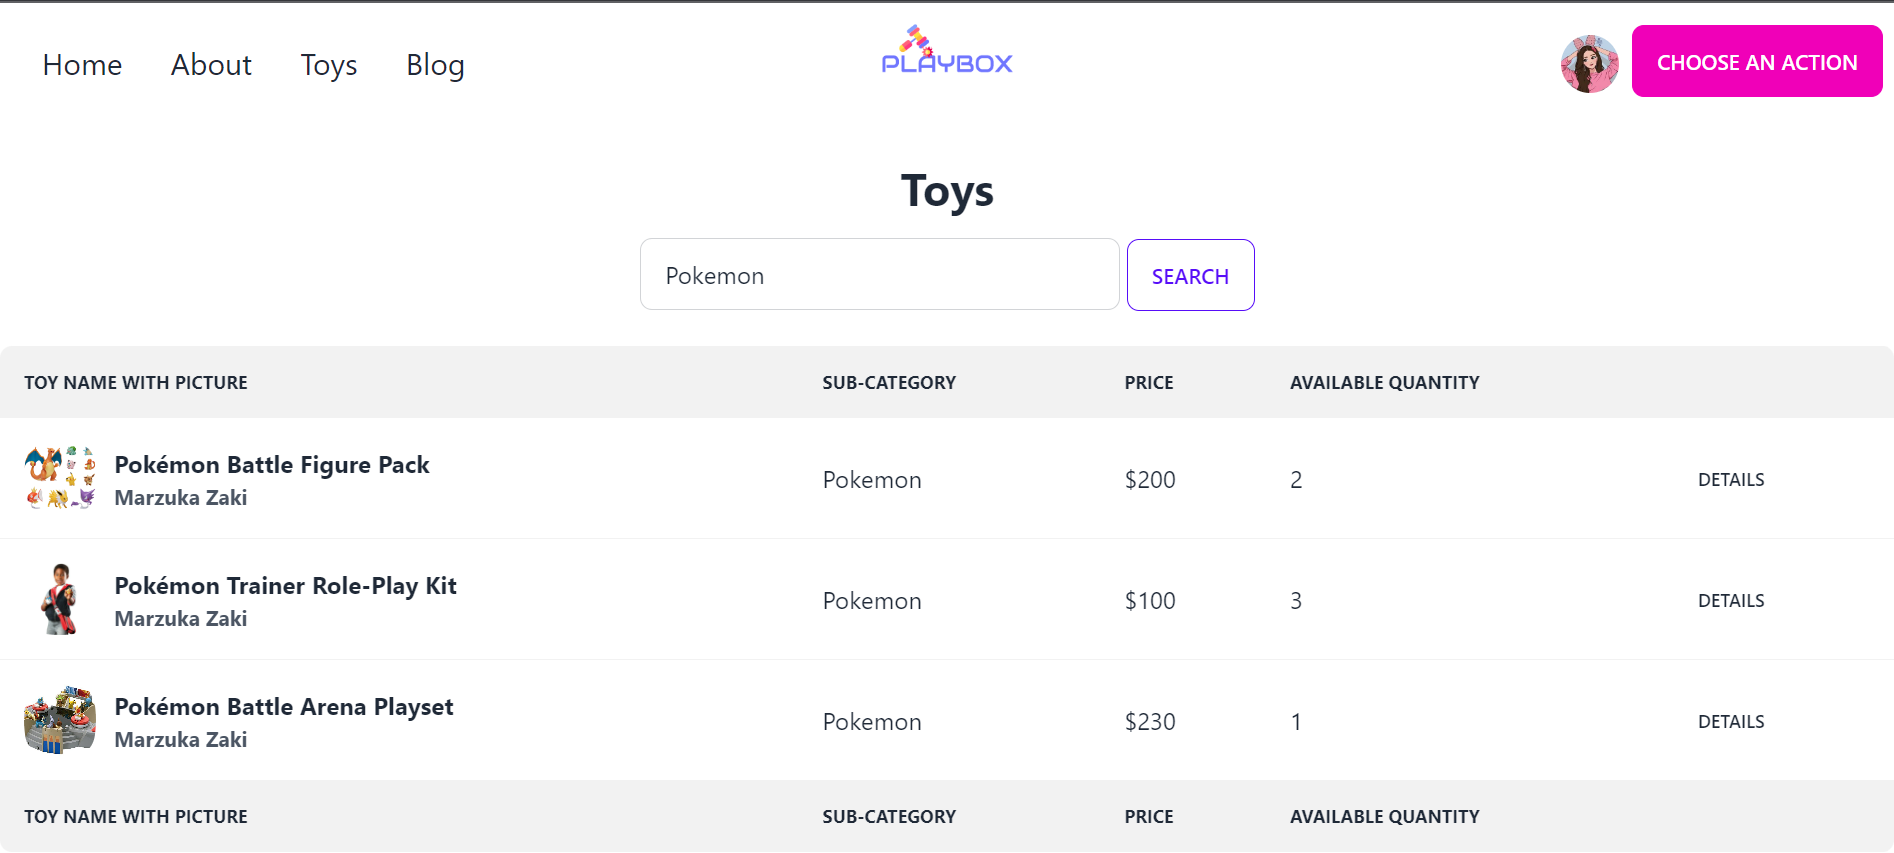 Home About Toys Blog
PLAYBOX
CHOOSE AN ACTION
Toys
Pokemon
SEARCH
TOY NAME WITH PICTURE SUB-CATEGORY PRICE AVAILABLE QUANTITY
Pokémon Battle Figure Pack
Marzuka Zaki
Pokemon $200 2 DETAILS
Pokémon Trainer Role-Play Kit
Marzuka Zaki
Pokemon $100 3 DETAILS
Pokémon Battle Arena Playset
Marzuka Zaki
Pokemon $230 1 DETAILS
TOY NAME WITH PICTURE SUB-CATEGORY PRICE AVAILABLE QUANTITY